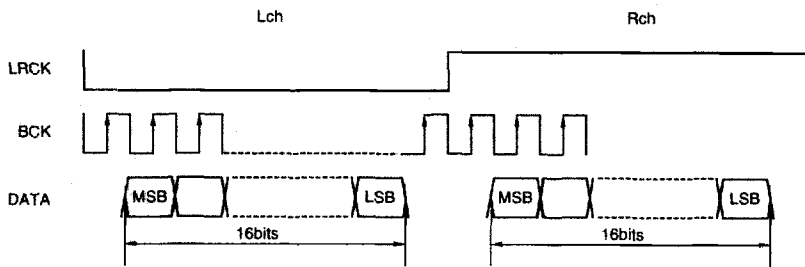 Lch Rch
LRCK
BCK
DATA MSB LSB MSB LSB
16bits 16bits